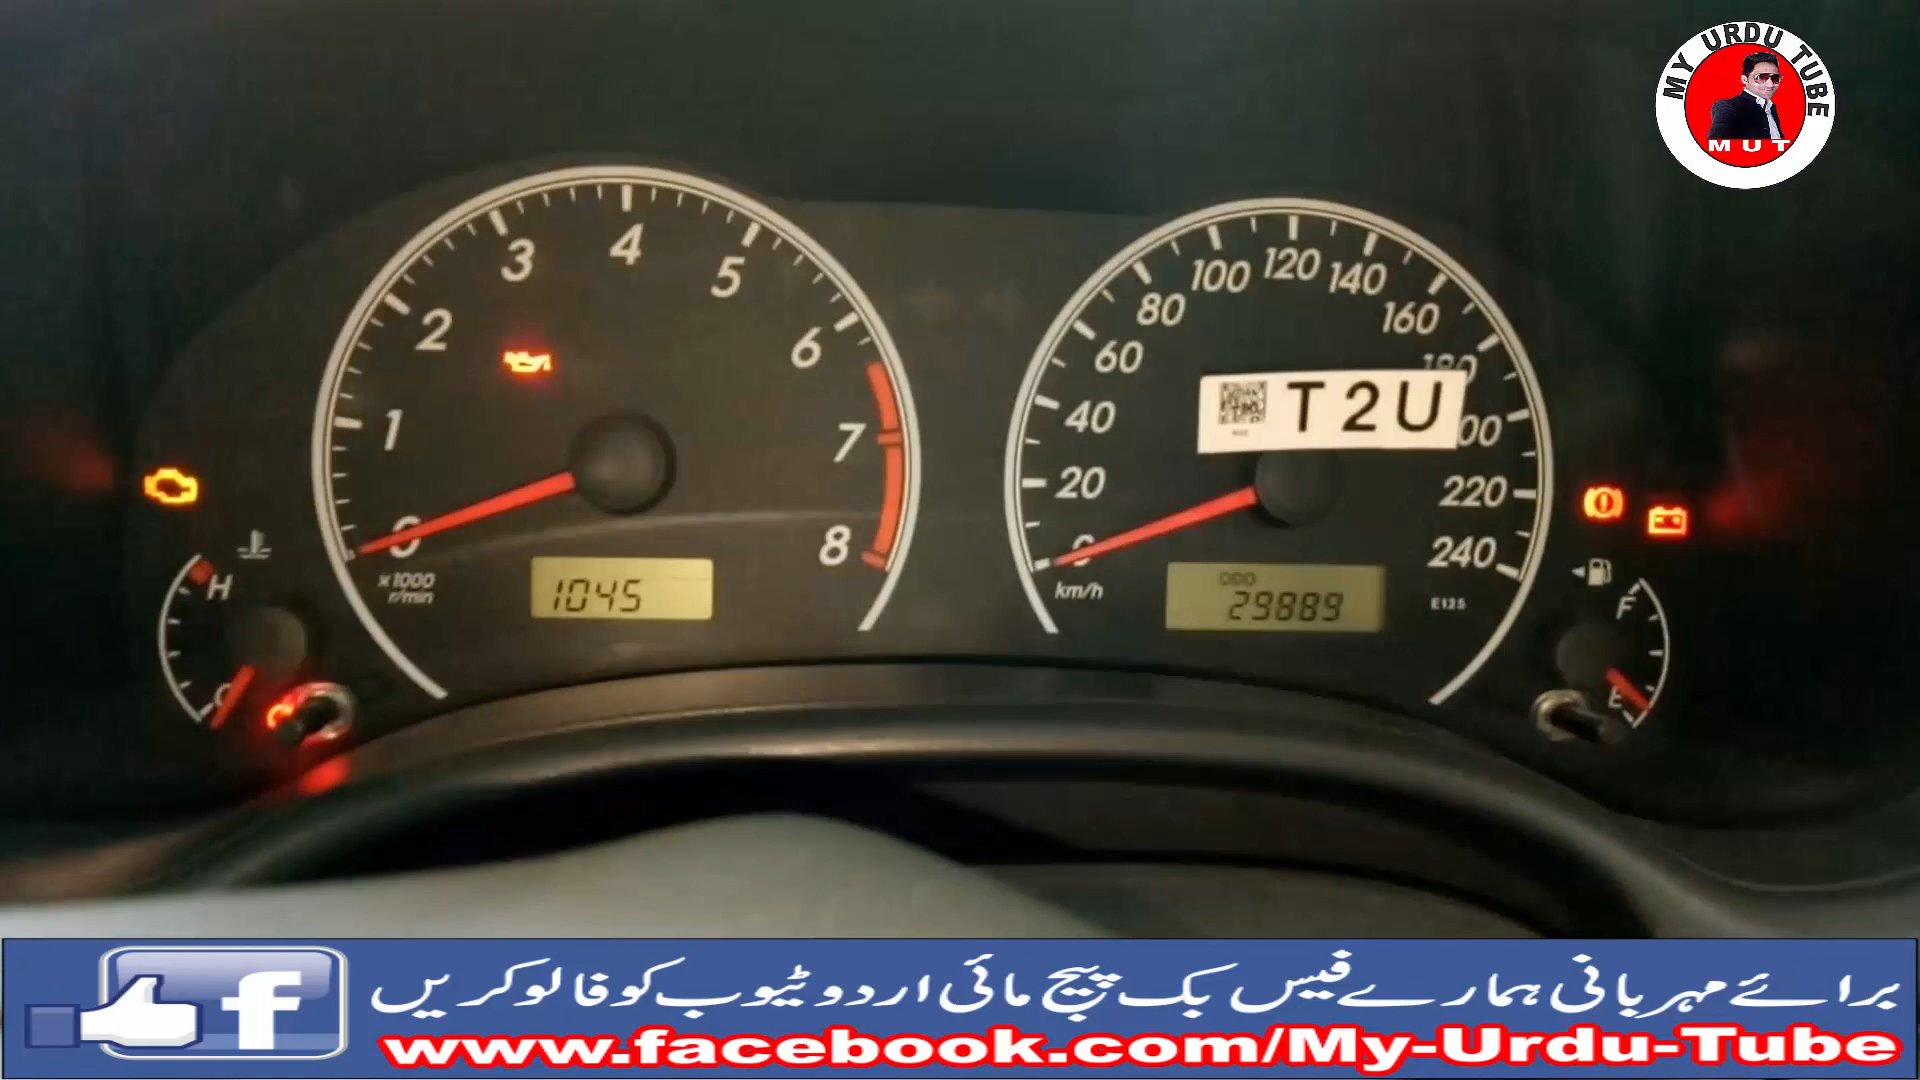 MY URDU TUBE
MUT
0 1 2 3 4 5 6 7 8
x1000
r/min
1045
H
C
0 20 40 60 80 100 120 140 160 180 200 220 240
T2U
km/h
ODO
29889
E125
F
E
برائے مہربانی ہمارے فیس بک پیج مائی اردو ٹیوب کو فالو کریں
f
www.facebook.com/My-Urdu-Tube